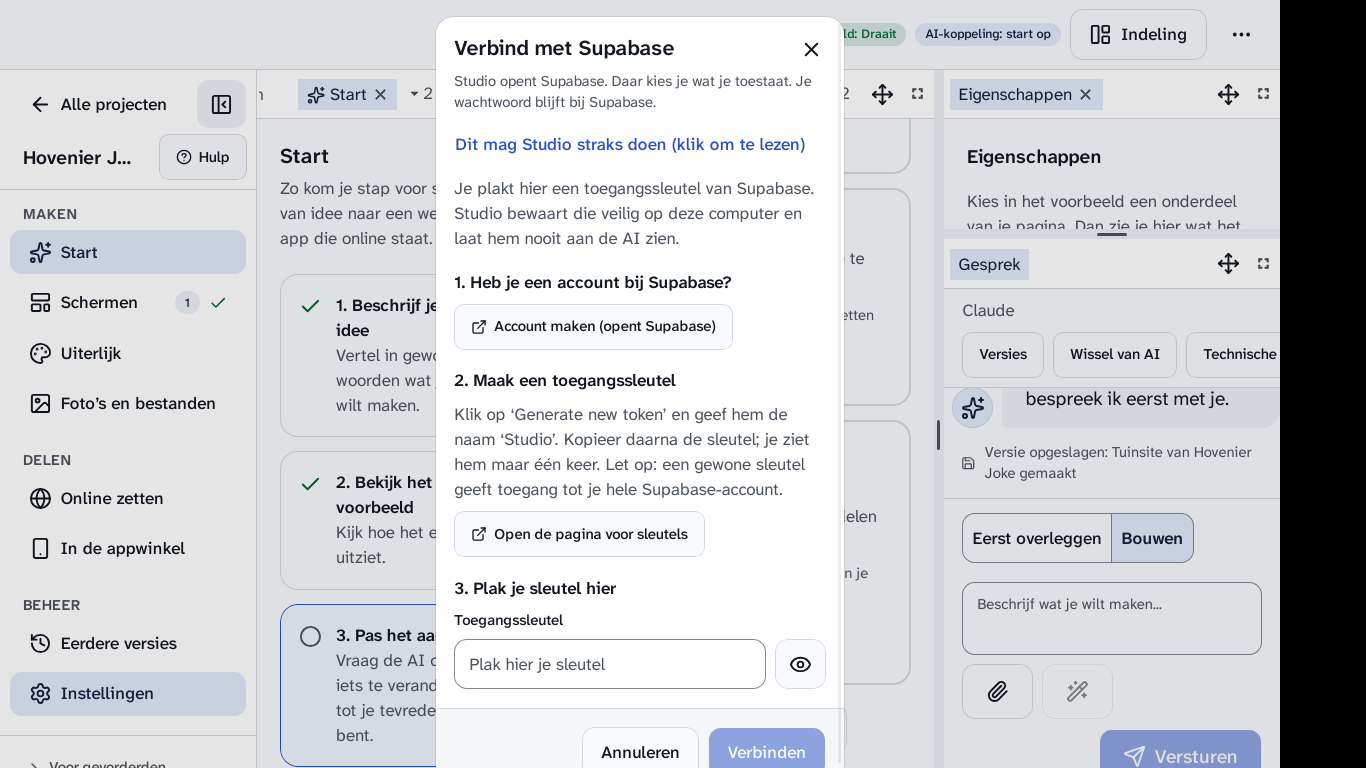 Verbind met Supabase
Studio opent Supabase. Daar kies je wat je toestaat. Je
wachtwoord blijft bij Supabase.
Dit mag Studio straks doen (klik om te lezen)
Je plakt hier een toegangssleutel van Supabase.
Studio bewaart die veilig op deze computer en
laat hem nooit aan de AI zien.
1. Heb je een account bij Supabase?
Account maken (opent Supabase)
2. Maak een toegangssleutel
Klik op ‘Generate new token’ en geef hem de
naam ‘Studio’. Kopieer daarna de sleutel; je ziet
hem maar één keer. Let op: een gewone sleutel
geeft toegang tot je hele Supabase-account.
Open de pagina voor sleutels
3. Plak je sleutel hier
Toegangssleutel
Plak hier je sleutel
Annuleren
Verbinden
Alle projecten
Hovenier J...
Hulp
MAKEN
Start
Schermen 1
Uiterlijk
Foto’s en bestanden
DELEN
Online zetten
In de appwinkel
BEHEER
Eerdere versies
Instellingen
Voor gevorderden
Start
2
Start
Zo kom je stap voor s
van idee naar een we
app die online staat.
1. Beschrijf je
idee
Vertel in gewo
woorden wat
wilt maken.
2. Bekijk het
voorbeeld
Kijk hoe het e
uitziet.
3. Pas het aa
Vraag de AI o
iets te verand
tot je tevrede
bent.
ld: Draait
AI-koppeling: start op
Indeling
2
te
etten
elen
n je
Eigenschappen
Eigenschappen
Kies in het voorbeeld een onderdeel
van je pagina. Dan zie je hier wat het
Gesprek
Claude
Versies
Wissel van AI
Technische
bespreek ik eerst met je.
Versie opgeslagen: Tuinsite van Hovenier
Joke gemaakt
Eerst overleggen
Bouwen
Beschrijf wat je wilt maken...
Versturen